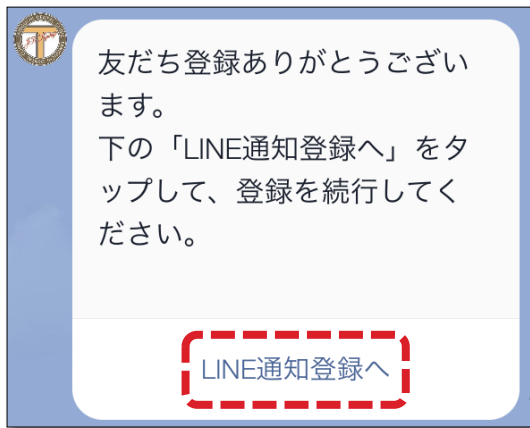 友だち登録ありがとうござい
ます。
下の「LINE通知登録へ」をタ
ップして、登録を続行してく
ださい。
LINE通知登録へ